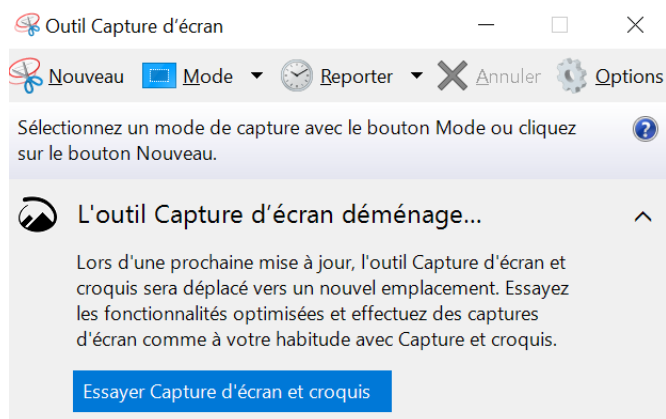 Outil Capture d’écran
Nouveau Mode Reporter Annuler Options
Sélectionnez un mode de capture avec le bouton Mode ou cliquez
sur le bouton Nouveau.
L'outil Capture d’écran déménage...
Lors d'une prochaine mise à jour, l'outil Capture d'écran et
croquis sera déplacé vers un nouvel emplacement. Essayez
les fonctionnalités optimisées et effectuez des captures
d'écran comme à votre habitude avec Capture et croquis.
Essayer Capture d'écran et croquis